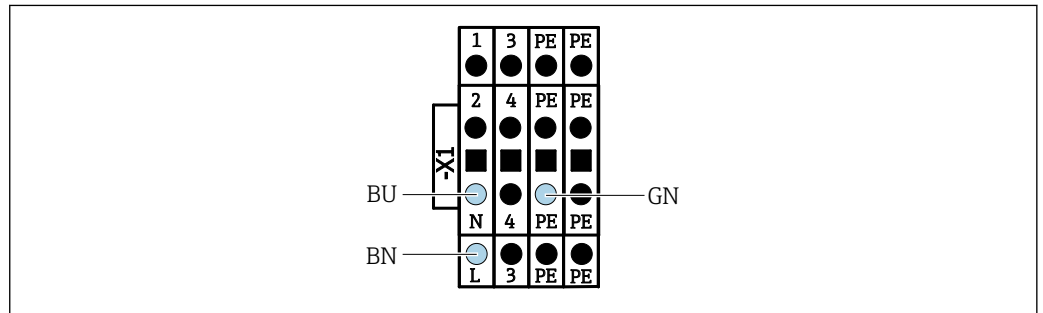 1 3 PE PE
2 4 PE PE
-X1
BU GN
N 4 PE PE
BN
L 3 PE PE